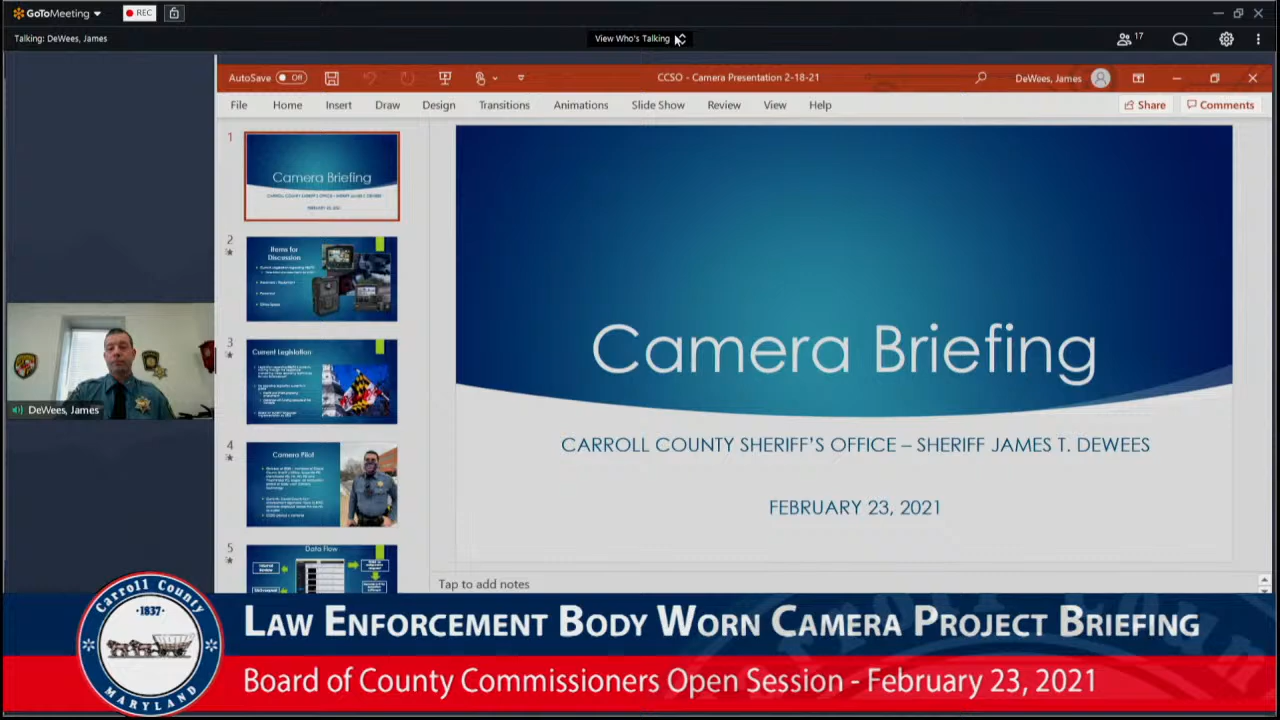 GoToMeeting
REC
Talking: DeWees, James
View Who's Talking
17
AutoSave
Off
CCSO - Camera Presentation 2-18-21
DeWees, James
File
Home
Insert
Draw
Design
Transitions
Animations
Slide Show
Review
View
Help
Share
Comments
1
Camera Briefing
2
Items for
Discussion
3
Current Legislation
4
Camera Pilot
5
Data Flow
Camera Briefing
CARROLL COUNTY SHERIFF'S OFFICE – SHERIFF JAMES T. DEWEES
FEBRUARY 23, 2021
DeWees, James
Tap to add notes
Carroll County
·1837·
MARYLAND
LAW ENFORCEMENT BODY WORN CAMERA PROJECT BRIEFING
Board of County Commissioners Open Session - February 23, 2021